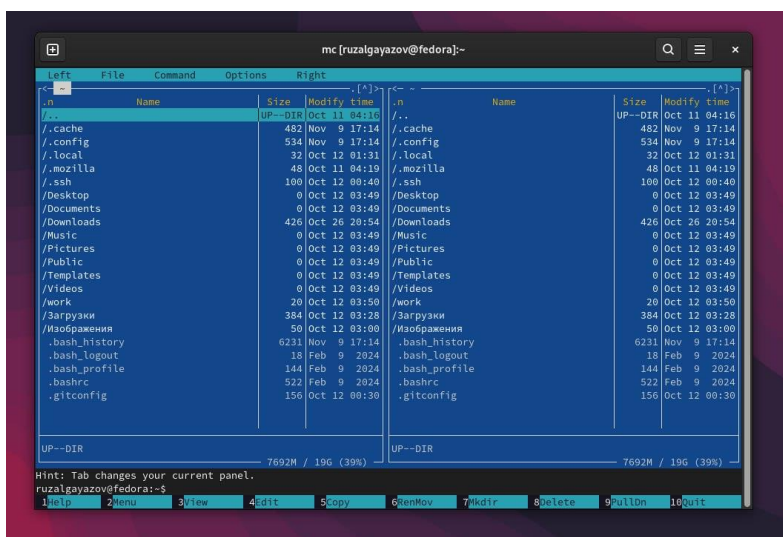 mc [ruzalgayazov@fedora]:~
Left File Command Options Right
<- ~ .[^]> <- ~ .[^]>
.n Name Size Modify time .n Name Size Modify time
/.. UP--DIR Oct 11 04:16 /.. UP--DIR Oct 11 04:16
/.cache 482 Nov 9 17:14 /.cache 482 Nov 9 17:14
/.config 534 Nov 9 17:14 /.config 534 Nov 9 17:14
/.local 32 Oct 12 01:31 /.local 32 Oct 12 01:31
/.mozilla 48 Oct 11 04:19 /.mozilla 48 Oct 11 04:19
/.ssh 100 Oct 12 00:40 /.ssh 100 Oct 12 00:40
/Desktop 0 Oct 12 03:49 /Desktop 0 Oct 12 03:49
/Documents 0 Oct 12 03:49 /Documents 0 Oct 12 03:49
/Downloads 426 Oct 26 20:54 /Downloads 426 Oct 26 20:54
/Music 0 Oct 12 03:49 /Music 0 Oct 12 03:49
/Pictures 0 Oct 12 03:49 /Pictures 0 Oct 12 03:49
/Public 0 Oct 12 03:49 /Public 0 Oct 12 03:49
/Templates 0 Oct 12 03:49 /Templates 0 Oct 12 03:49
/Videos 0 Oct 12 03:49 /Videos 0 Oct 12 03:49
/work 20 Oct 12 03:50 /work 20 Oct 12 03:50
/Загрузки 384 Oct 12 03:28 /Загрузки 384 Oct 12 03:28
/Изображения 50 Oct 12 03:00 /Изображения 50 Oct 12 03:00
.bash_history 6231 Nov 9 17:14 .bash_history 6231 Nov 9 17:14
.bash_logout 18 Feb 9 2024 .bash_logout 18 Feb 9 2024
.bash_profile 144 Feb 9 2024 .bash_profile 144 Feb 9 2024
.bashrc 522 Feb 9 2024 .bashrc 522 Feb 9 2024
.gitconfig 156 Oct 12 00:30 .gitconfig 156 Oct 12 00:30
UP--DIR UP--DIR
7692M / 19G (39%) 7692M / 19G (39%)
Hint: Tab changes your current panel.
ruzalgayazov@fedora:~$
1Help 2Menu 3View 4Edit 5Copy 6RenMov 7Mkdir 8Delete 9PullDn 10Quit